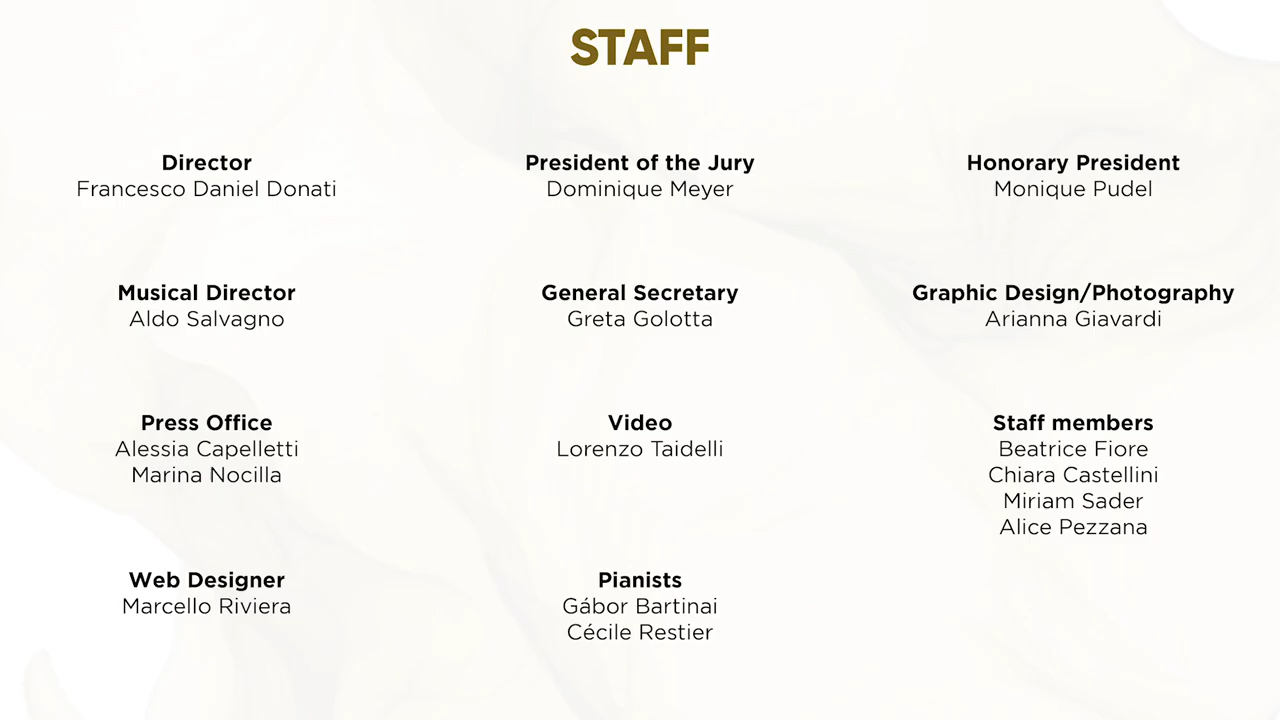 STAFF
Director
Francesco Daniel Donati
President of the Jury
Dominique Meyer
Honorary President
Monique Pudel
Musical Director
Aldo Salvagno
General Secretary
Greta Golotta
Graphic Design/Photography
Arianna Giavardi
Press Office
Alessia Capelletti
Marina Nocilla
Video
Lorenzo Taidelli
Staff members
Beatrice Fiore
Chiara Castellini
Miriam Sader
Alice Pezzana
Web Designer
Marcello Riviera
Pianists
Gábor Bartinai
Cécile Restier